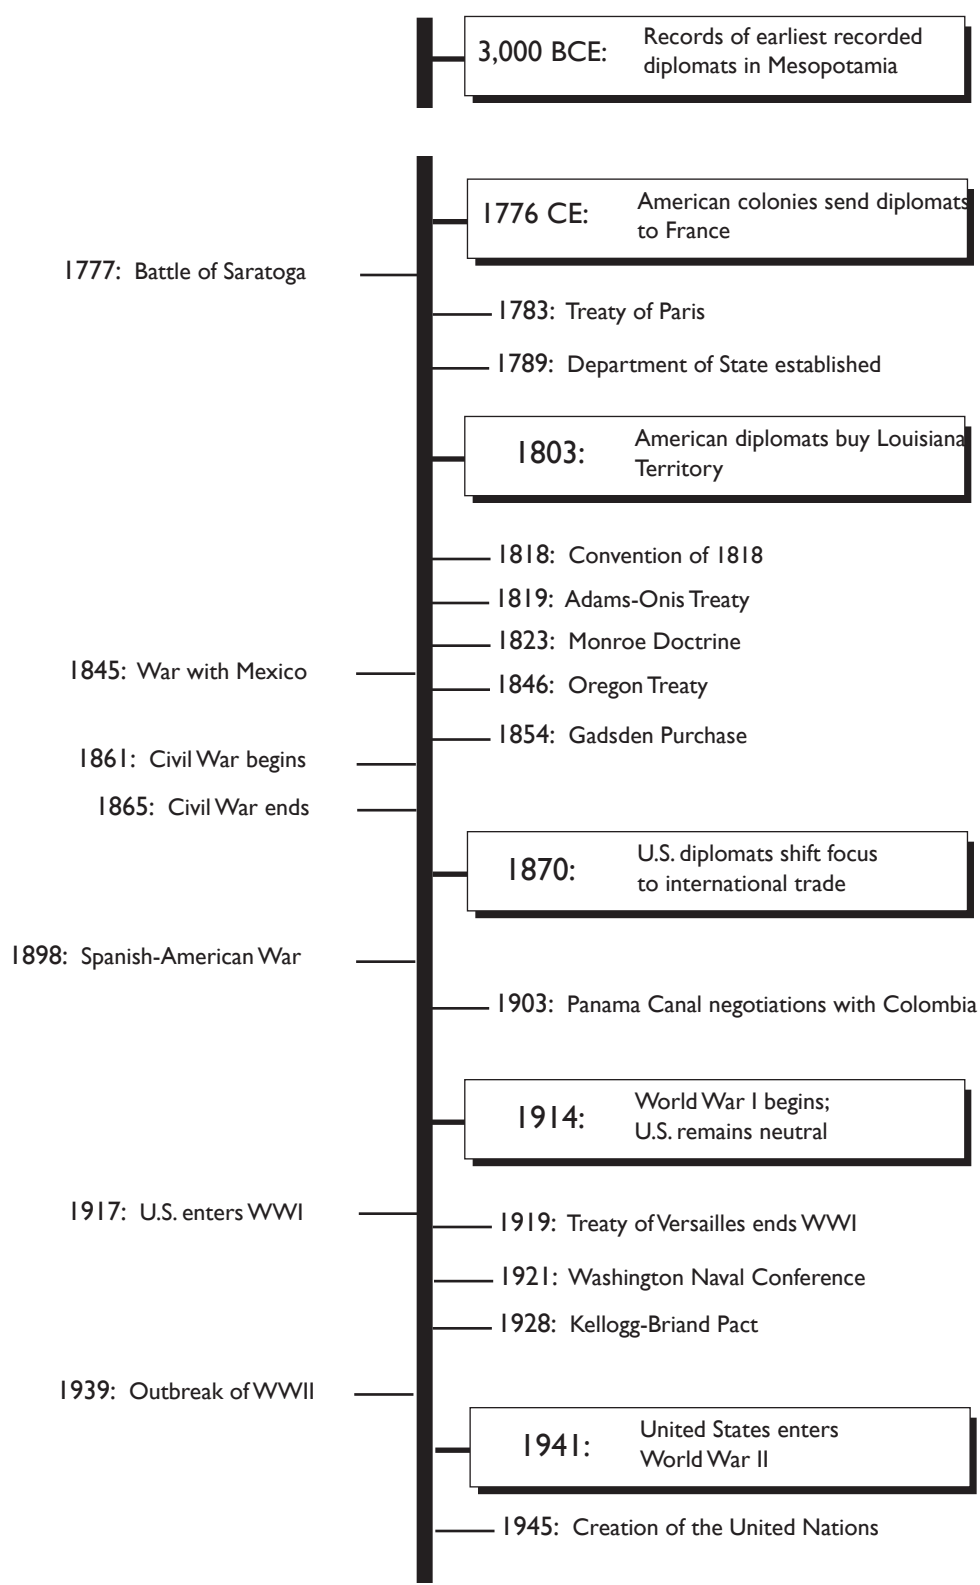 3,000 BCE: Records of earliest recorded
diplomats in Mesopotamia
1776 CE: American colonies send diplomats
to France
1777: Battle of Saratoga
1783: Treaty of Paris
1789: Department of State established
1803: American diplomats buy Louisiana
Territory
1818: Convention of 1818
1819: Adams-Onis Treaty
1823: Monroe Doctrine
1845: War with Mexico
1846: Oregon Treaty
1854: Gadsden Purchase
1861: Civil War begins
1865: Civil War ends
1870: U.S. diplomats shift focus
to international trade
1898: Spanish-American War
1903: Panama Canal negotiations with Colombia
1914: World War I begins;
U.S. remains neutral
1917: U.S. enters WWI
1919: Treaty of Versailles ends WWI
1921: Washington Naval Conference
1928: Kellogg-Briand Pact
1939: Outbreak of WWII
1941: United States enters
World War II
1945: Creation of the United Nations